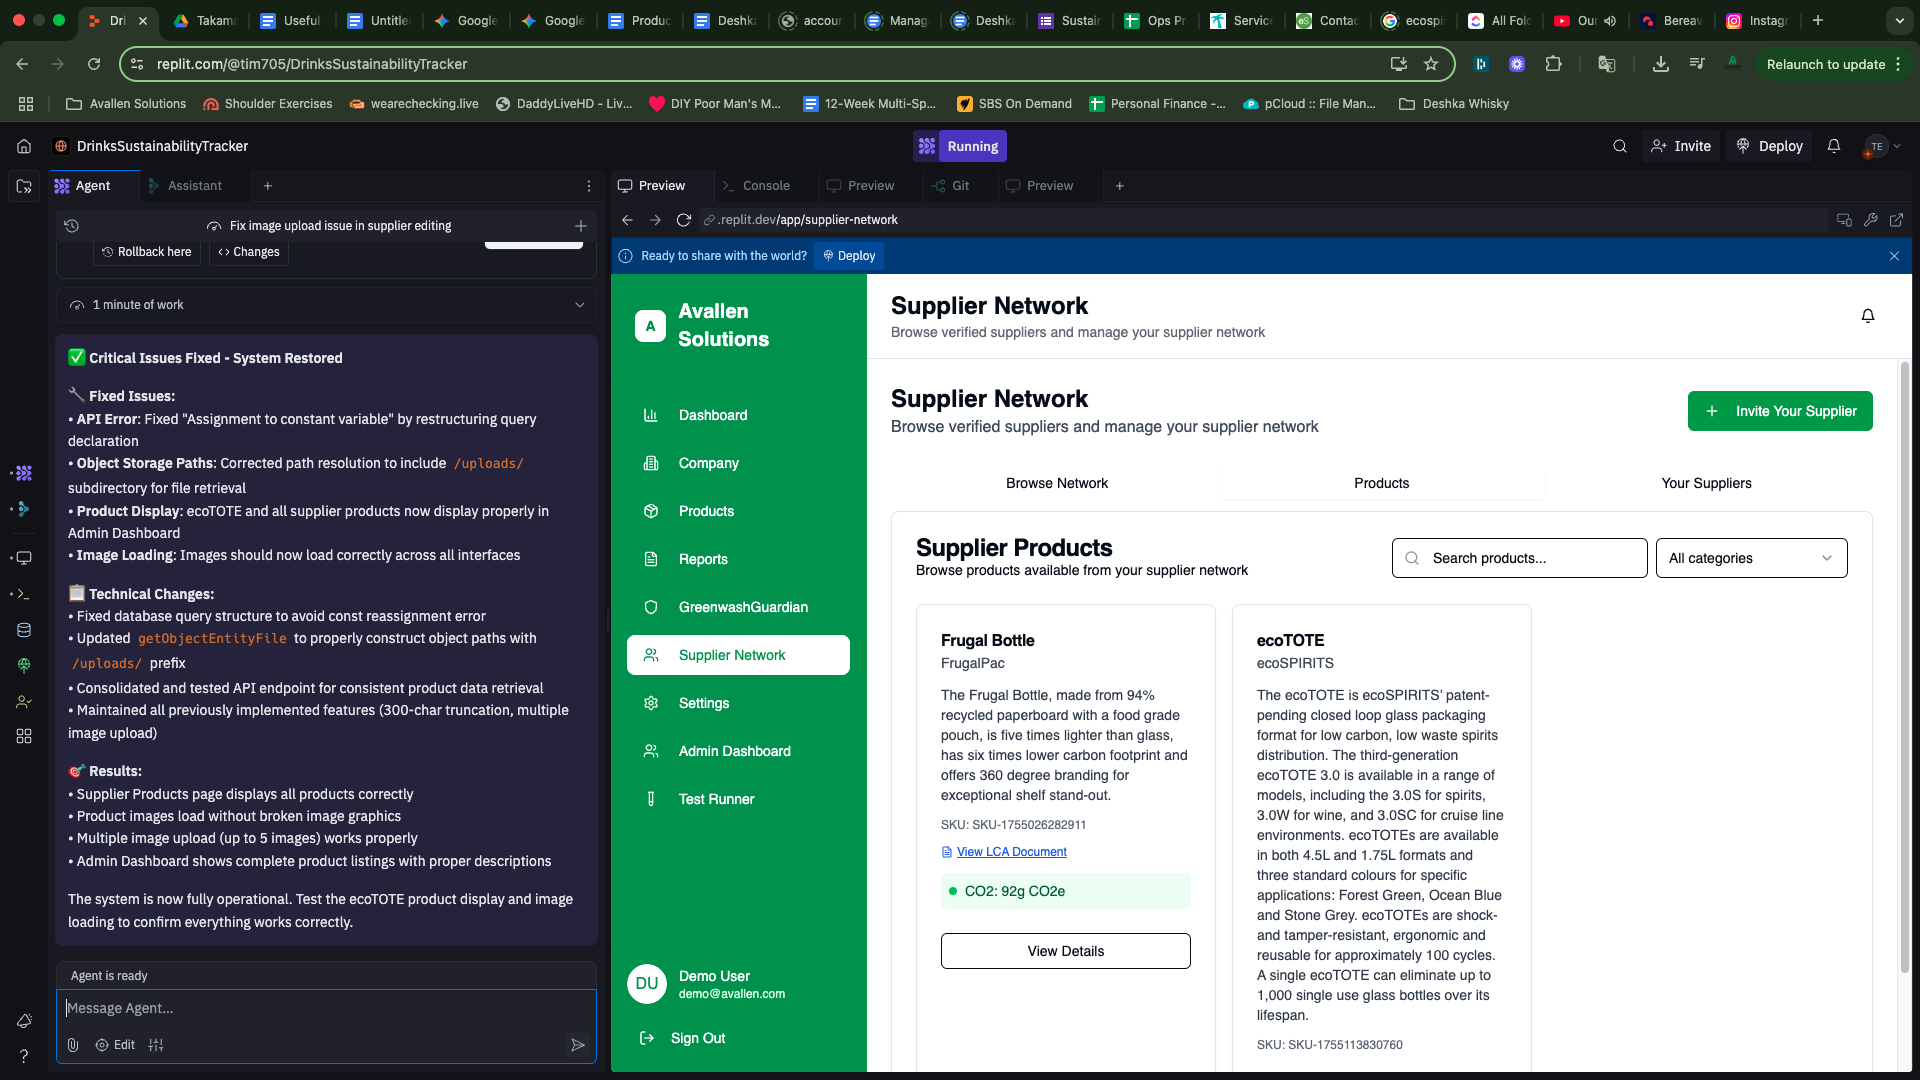 Dri
Takama
Useful
Untitle
Google
Google
Produc
Deshka
accour
Manag
Deshka
Sustain
Ops Pr
Service
Contac
ecospi
All Fol
Our
Bereav
Instagr
replit.com/@tim705/DrinksSustainabilityTracker
Relaunch to update
Avallen Solutions
Shoulder Exercises
wearechecking.live
DaddyLiveHD - Liv...
DIY Poor Man's M...
12-Week Multi-Sp...
SBS On Demand
Personal Finance -...
pCloud :: File Man...
Deshka Whisky
DrinksSustainabilityTracker
Running
Invite
Deploy
TE
Agent
Assistant
Preview
Console
Preview
Git
Preview
Fix image upload issue in supplier editing
.replit.dev/app/supplier-network
Rollback here
Changes
Ready to share with the world?
Deploy
1 minute of work
✅ Critical Issues Fixed - System Restored
🔧 Fixed Issues:
• API Error: Fixed "Assignment to constant variable" by restructuring query
declaration
• Object Storage Paths: Corrected path resolution to include /uploads/
subdirectory for file retrieval
• Product Display: ecoTOTE and all supplier products now display properly in
Admin Dashboard
• Image Loading: Images should now load correctly across all interfaces
📋 Technical Changes:
• Fixed database query structure to avoid const reassignment error
• Updated getObjectEntityFile to properly construct object paths with
/uploads/ prefix
• Consolidated and tested API endpoint for consistent product data retrieval
• Maintained all previously implemented features (300-char truncation, multiple
image upload)
🎯 Results:
• Supplier Products page displays all products correctly
• Product images load without broken image graphics
• Multiple image upload (up to 5 images) works properly
• Admin Dashboard shows complete product listings with proper descriptions
The system is now fully operational. Test the ecoTOTE product display and image
loading to confirm everything works correctly.
Agent is ready
Message Agent...
Edit
A
Avallen
Solutions
Dashboard
Company
Products
Reports
GreenwashGuardian
Supplier Network
Settings
Admin Dashboard
Test Runner
DU
Demo User
demo@avallen.com
Sign Out
Supplier Network
Browse verified suppliers and manage your supplier network
Supplier Network
Browse verified suppliers and manage your supplier network
Invite Your Supplier
Browse Network
Products
Your Suppliers
Supplier Products
Browse products available from your supplier network
Search products...
All categories
Frugal Bottle
FrugalPac
The Frugal Bottle, made from 94%
recycled paperboard with a food grade
pouch, is five times lighter than glass,
has six times lower carbon footprint and
offers 360 degree branding for
exceptional shelf stand-out.
SKU: SKU-1755026282911
View LCA Document
CO2: 92g CO2e
View Details
ecoTOTE
ecoSPIRITS
The ecoTOTE is ecoSPIRITS' patent-
pending closed loop glass packaging
format for low carbon, low waste spirits
distribution. The third-generation
ecoTOTE 3.0 is available in a range of
models, including the 3.0S for spirits,
3.0W for wine, and 3.0SC for cruise line
environments. ecoTOTEs are available
in both 4.5L and 1.75L formats and
three standard colours for specific
applications: Forest Green, Ocean Blue
and Stone Grey. ecoTOTEs are shock-
and tamper-resistant, ergonomic and
reusable for approximately 100 cycles.
A single ecoTOTE can eliminate up to
1,000 single use glass bottles over its
lifespan.
SKU: SKU-1755113830760